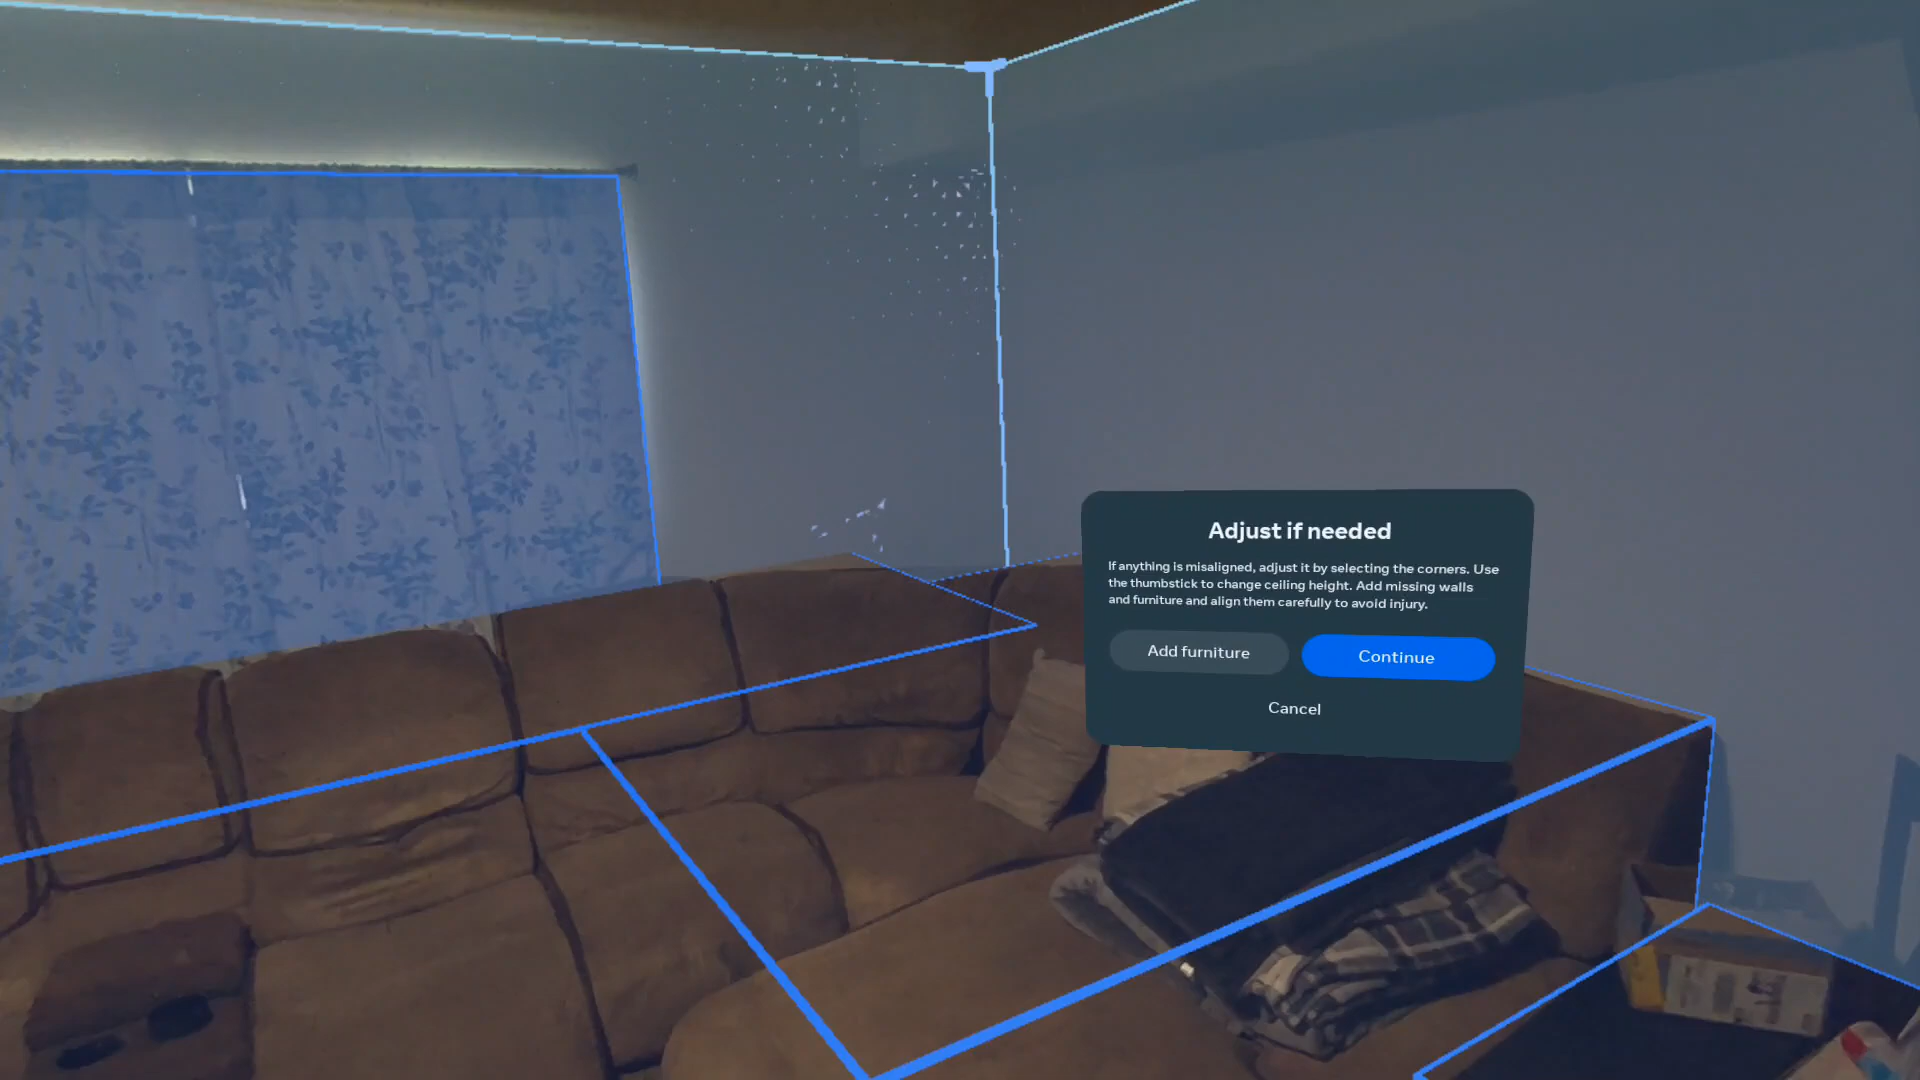 Adjust if needed
If anything is misaligned, adjust it by selecting the corners. Use
the thumbstick to change ceiling height. Add missing walls
and furniture and align them carefully to avoid injury.
Add furniture
Continue
Cancel